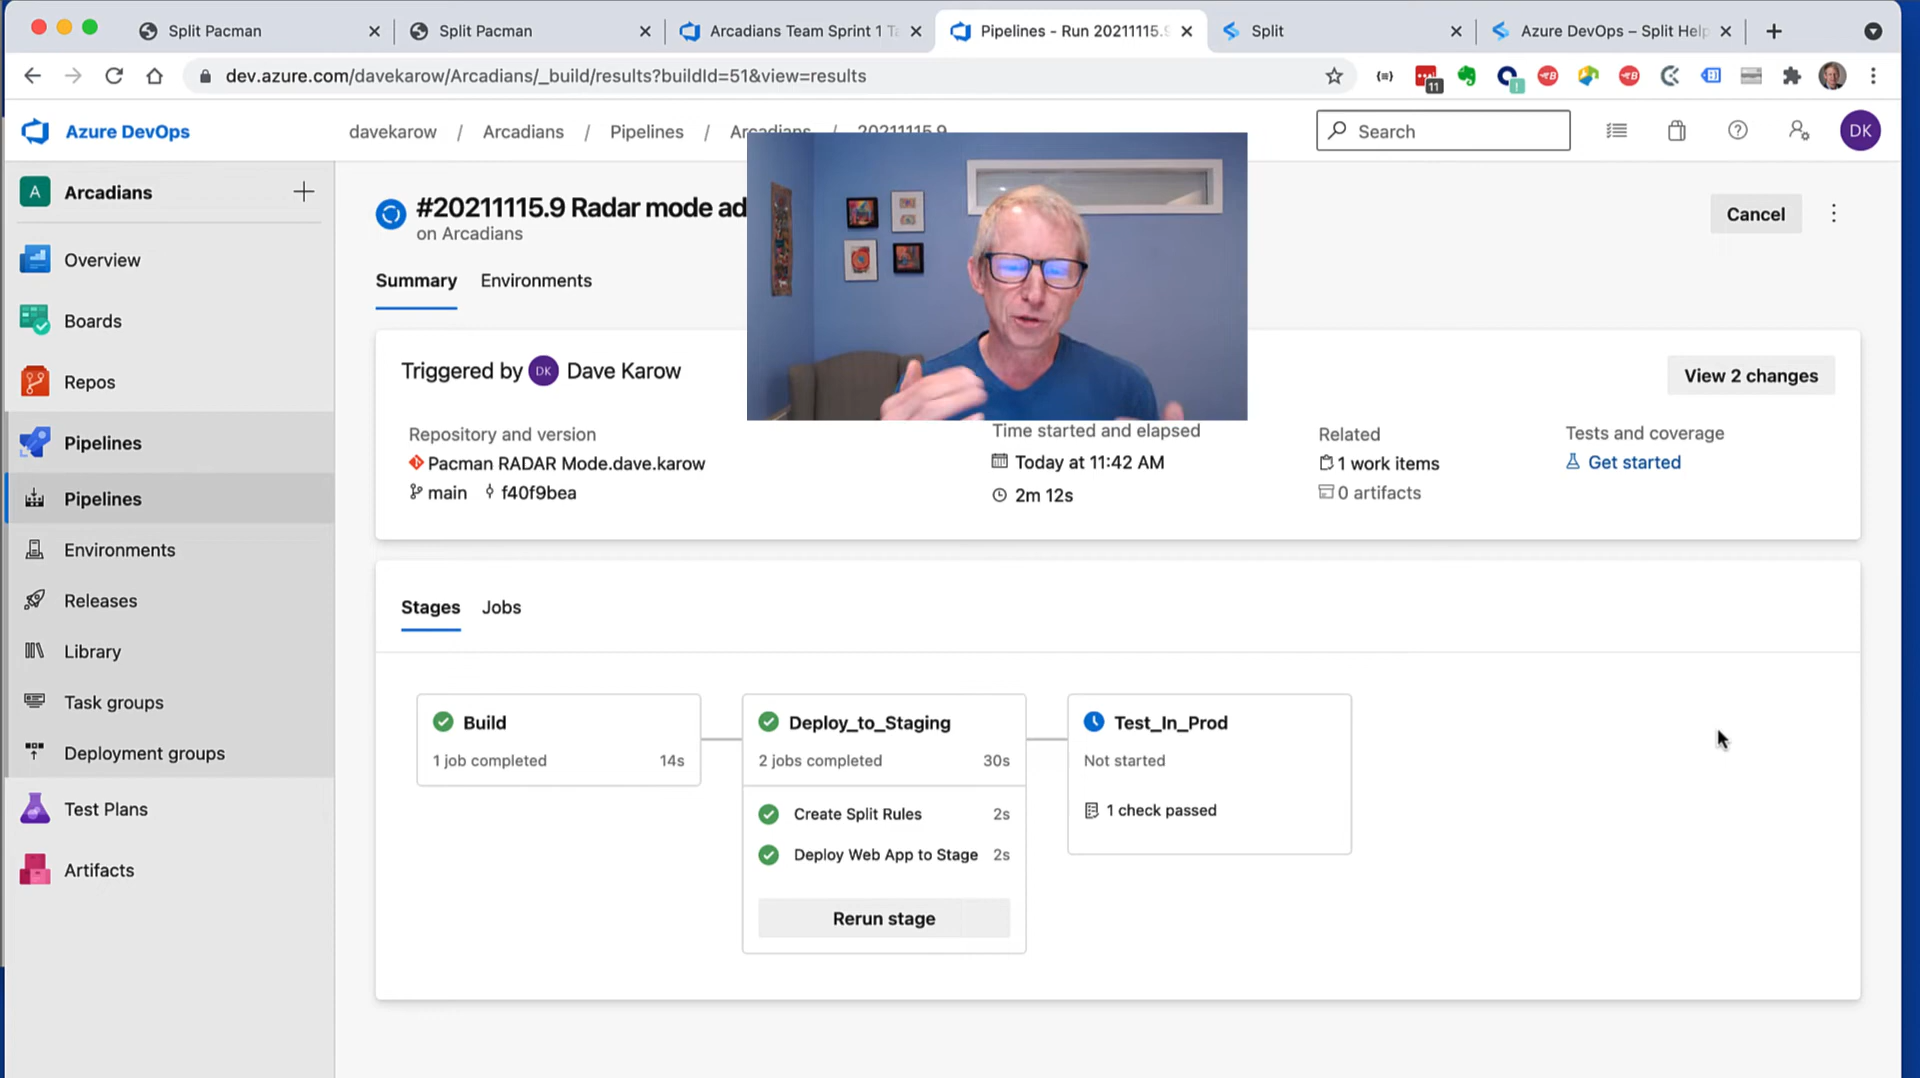 Split Pacman
Split Pacman
Arcadians Team Sprint 1 Ta
Pipelines - Run 20211115.9
Split
Azure DevOps – Split Help
dev.azure.com/davekarow/Arcadians/_build/results?buildId=51&view=results
11
Azure DevOps
davekarow / Arcadians / Pipelines / Arcadians / 20211115.9
Search
DK
A Arcadians
Overview
Boards
Repos
Pipelines
Pipelines
Environments
Releases
Library
Task groups
Deployment groups
Test Plans
Artifacts
#20211115.9 Radar mode ad
on Arcadians
Cancel
Summary Environments
Triggered by DK Dave Karow
View 2 changes
Repository and version
Pacman RADAR Mode.dave.karow
main f40f9bea
Time started and elapsed
Today at 11:42 AM
2m 12s
Related
1 work items
0 artifacts
Tests and coverage
Get started
Stages Jobs
Build
1 job completed 14s
Deploy_to_Staging
2 jobs completed 30s
Create Split Rules 2s
Deploy Web App to Stage 2s
Rerun stage
Test_In_Prod
Not started
1 check passed